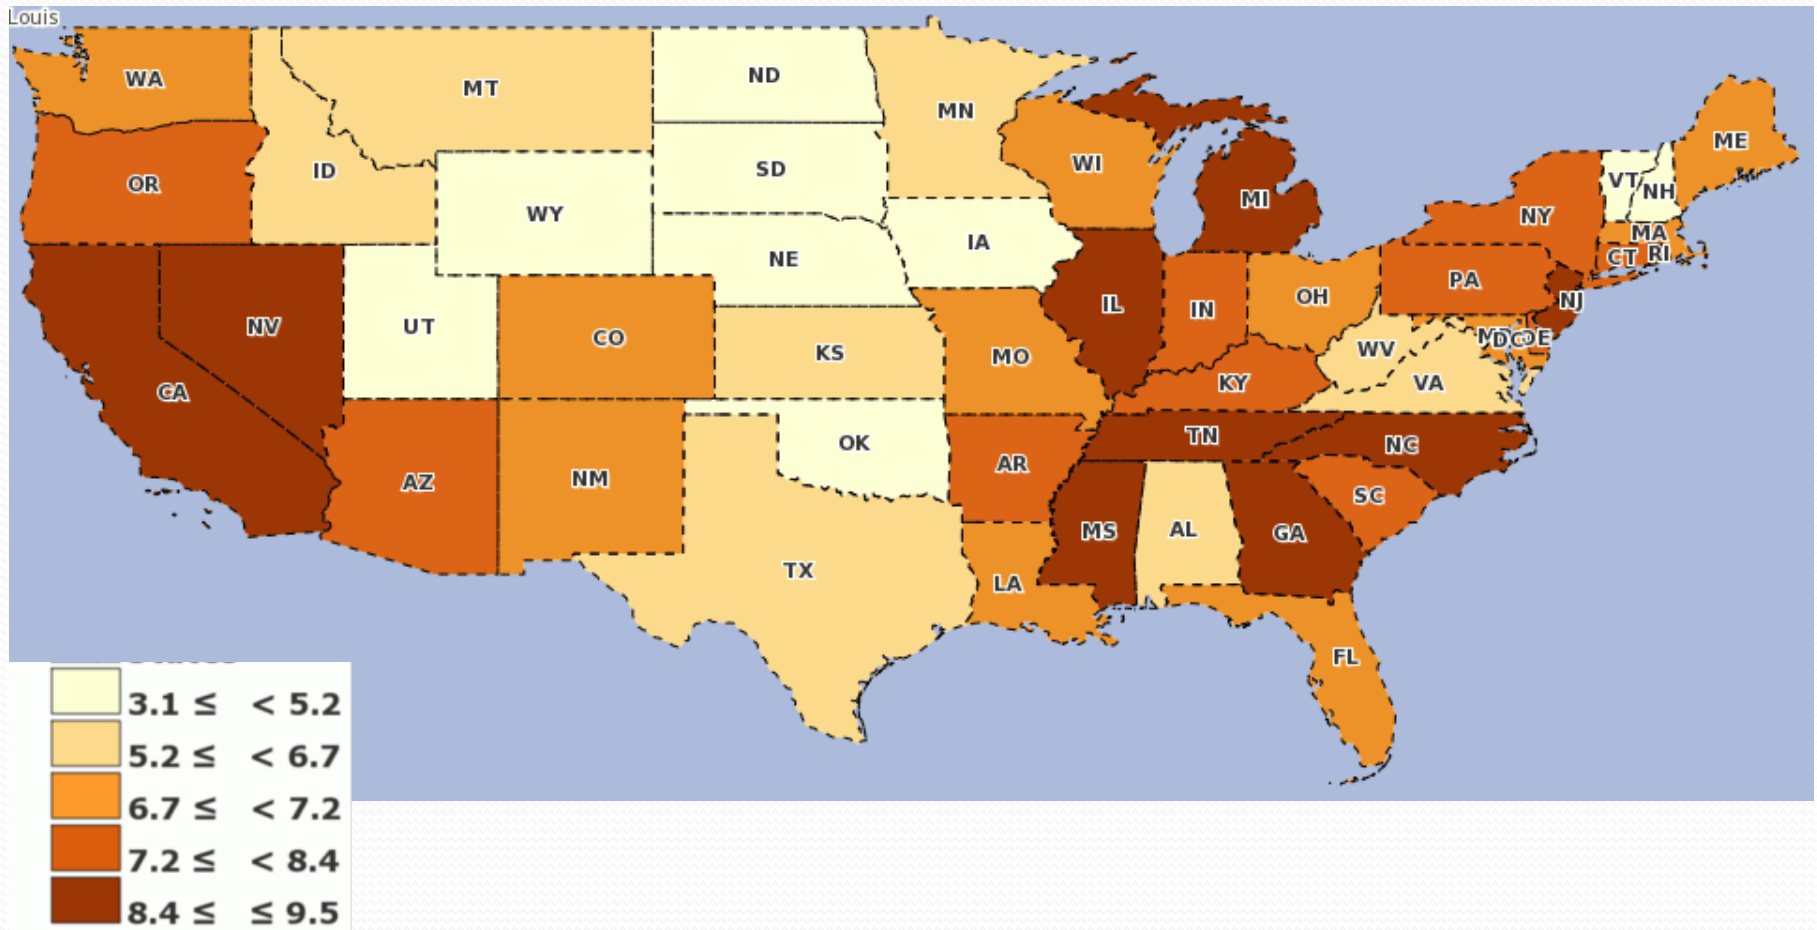 Louis
WA
MT
ND
MN
ME
OR
ID
SD
WI
VT
NH
WY
MI
NY
MA
NE
IA
CT
RI
PA
NV
UT
CO
IL
IN
OH
NJ
KS
MO
WV
DE
CA
KY
VA
AZ
NM
OK
AR
TN
NC
SC
MS
AL
GA
TX
LA
FL
3.1 ≤ < 5.2
5.2 ≤ < 6.7
6.7 ≤ < 7.2
7.2 ≤ < 8.4
8.4 ≤ ≤ 9.5